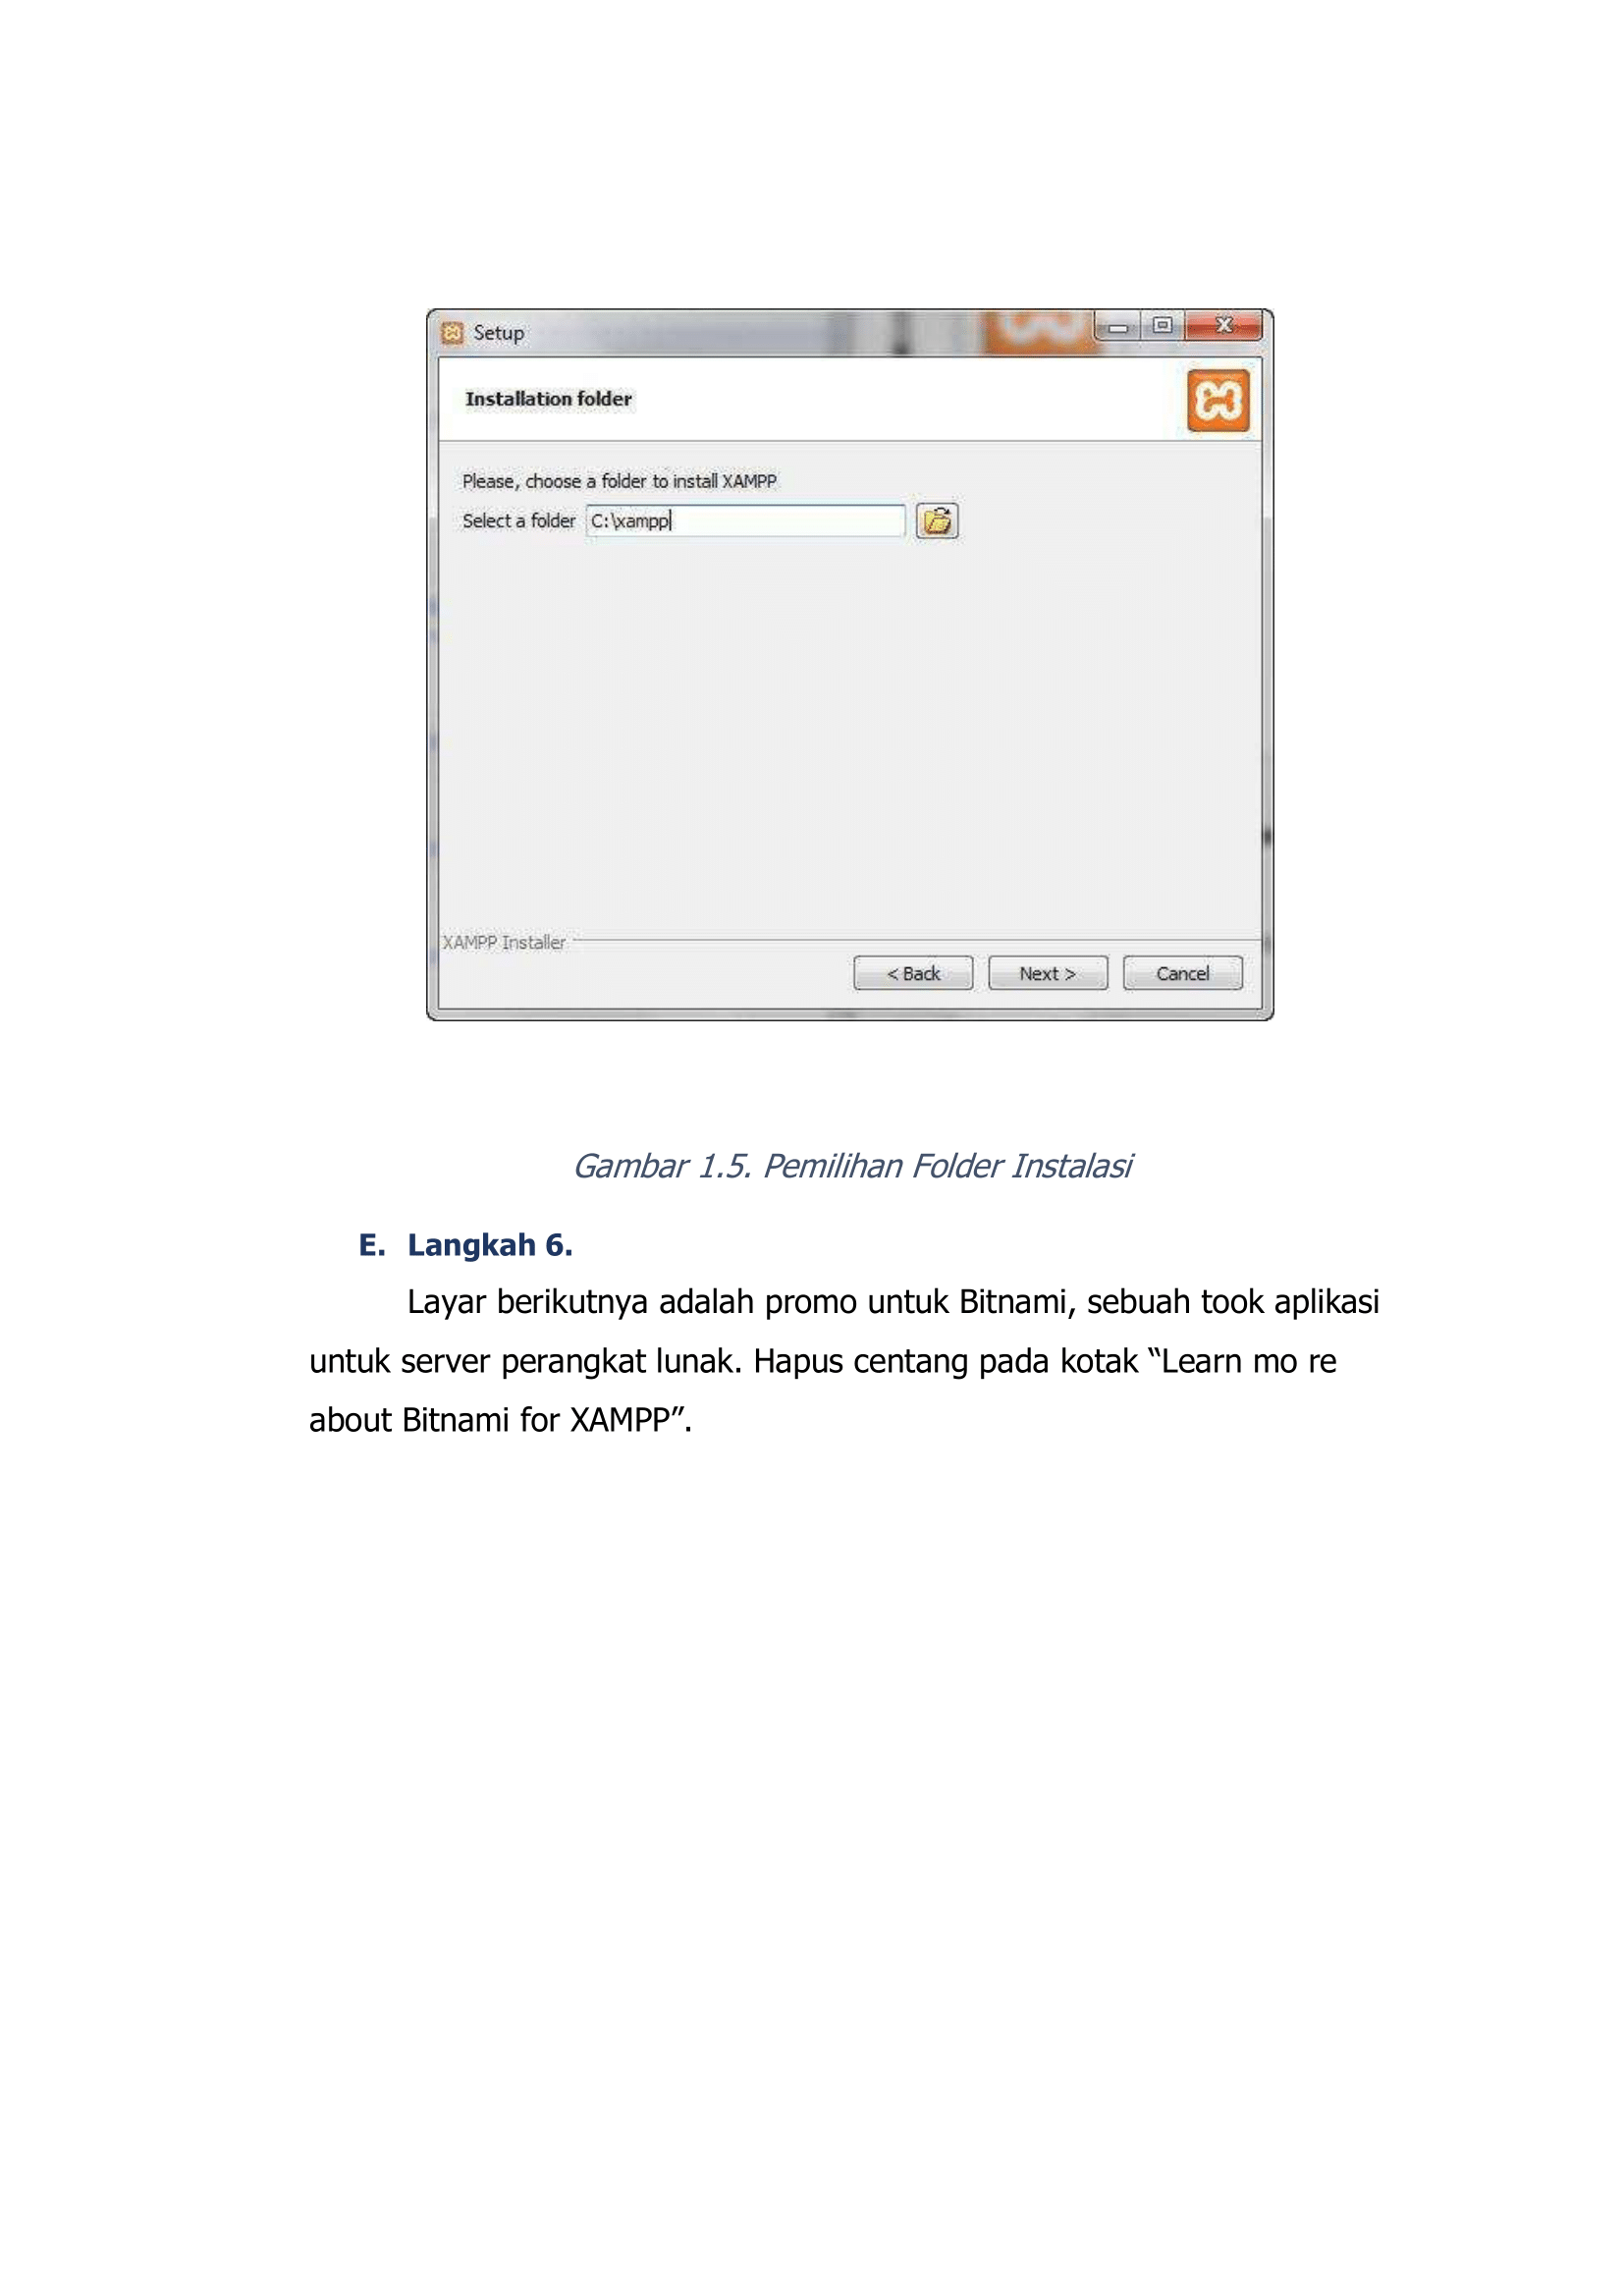 Setup
Installation folder
Please, choose a folder to install XAMPP
Select a folder C:\xampp
XAMPP Installer
< Back Next > Cancel
Gambar 1.5. Pemilihan Folder Instalasi
E. Langkah 6.
Layar berikutnya adalah promo untuk Bitnami, sebuah took aplikasi
untuk server perangkat lunak. Hapus centang pada kotak “Learn mo re
about Bitnami for XAMPP”.